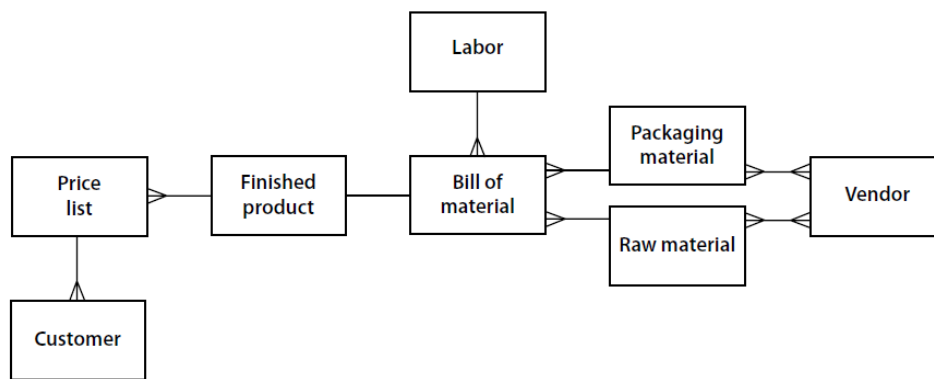 Labor
Packaging
material
Price
list
Finished
product
Bill of
material
Vendor
Raw material
Customer